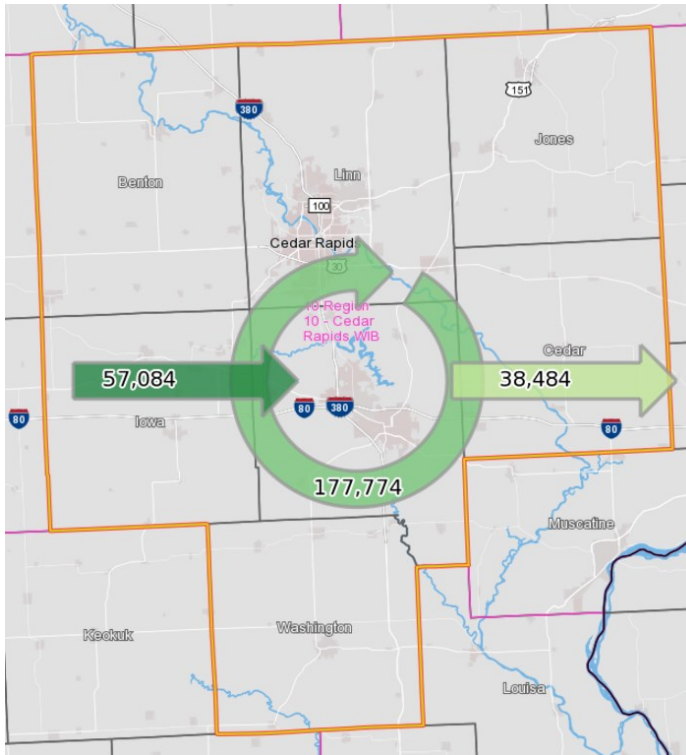 151
380
Jones
Linn
Benton
100
Cedar Rapids
30
10 Region
10 - Cedar
Rapids WIB
Cedar
57,084
38,484
80
380
80
Iowa
80
177,774
Muscatine
Keokuk
Washington
Louisa